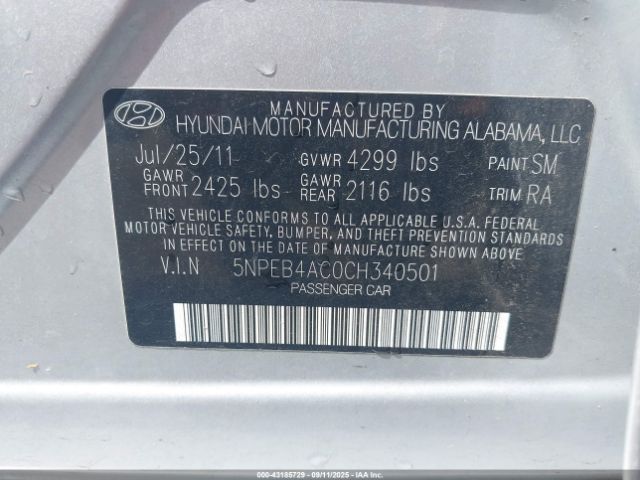 MANUFACTURED BY
HYUNDAI MOTOR MANUFACTURING ALABAMA, LLC
Jul/25/11 GVWR 4299 lbs PAINT SM
GAWR FRONT 2425 lbs GAWR REAR 2116 lbs TRIM RA
THIS VEHICLE CONFORMS TO ALL APPLICABLE U.S.A. FEDERAL
MOTOR VEHICLE SAFETY, BUMPER, AND THEFT PREVENTION STANDARDS
IN EFFECT ON THE DATE OF MANUFACTURE SHOWN ABOVE.
V.I.N 5NPEB4AC0CH340501
PASSENGER CAR
000-43185729 - 09/11/2025 - IAAI.COM